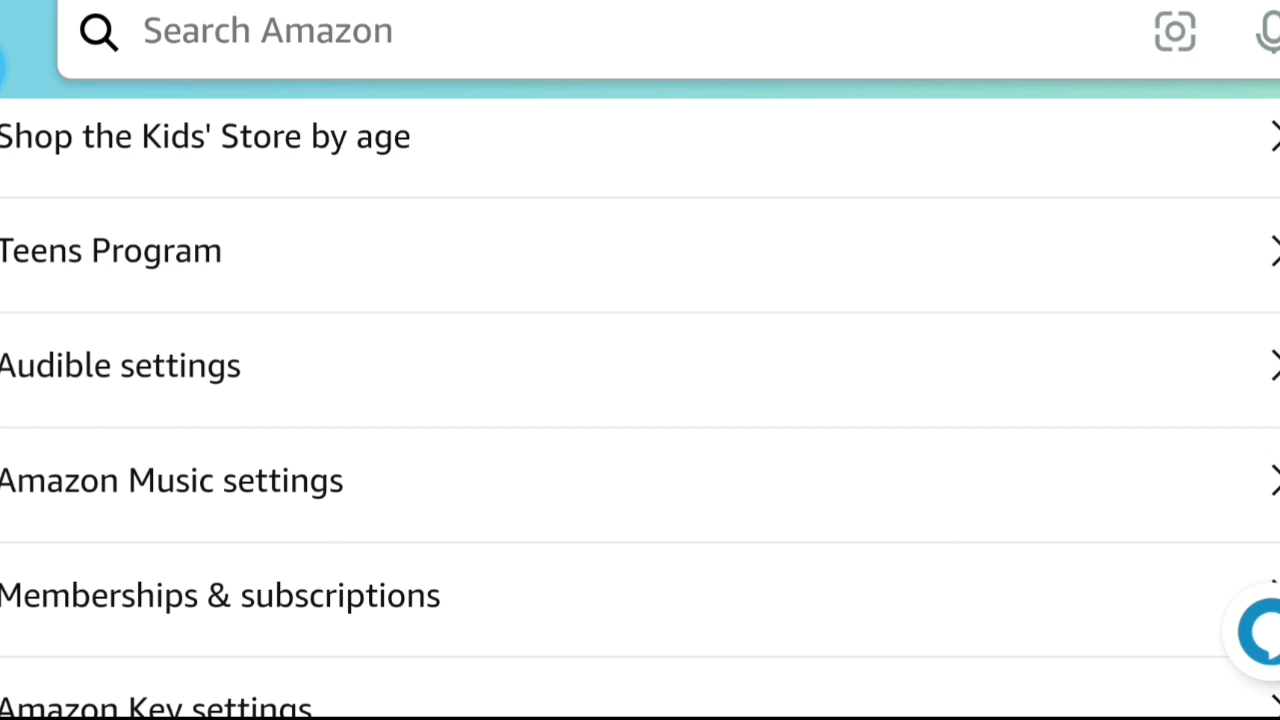 Search Amazon
Shop the Kids' Store by age
Teens Program
Audible settings
Amazon Music settings
Memberships & subscriptions
Amazon Key settings